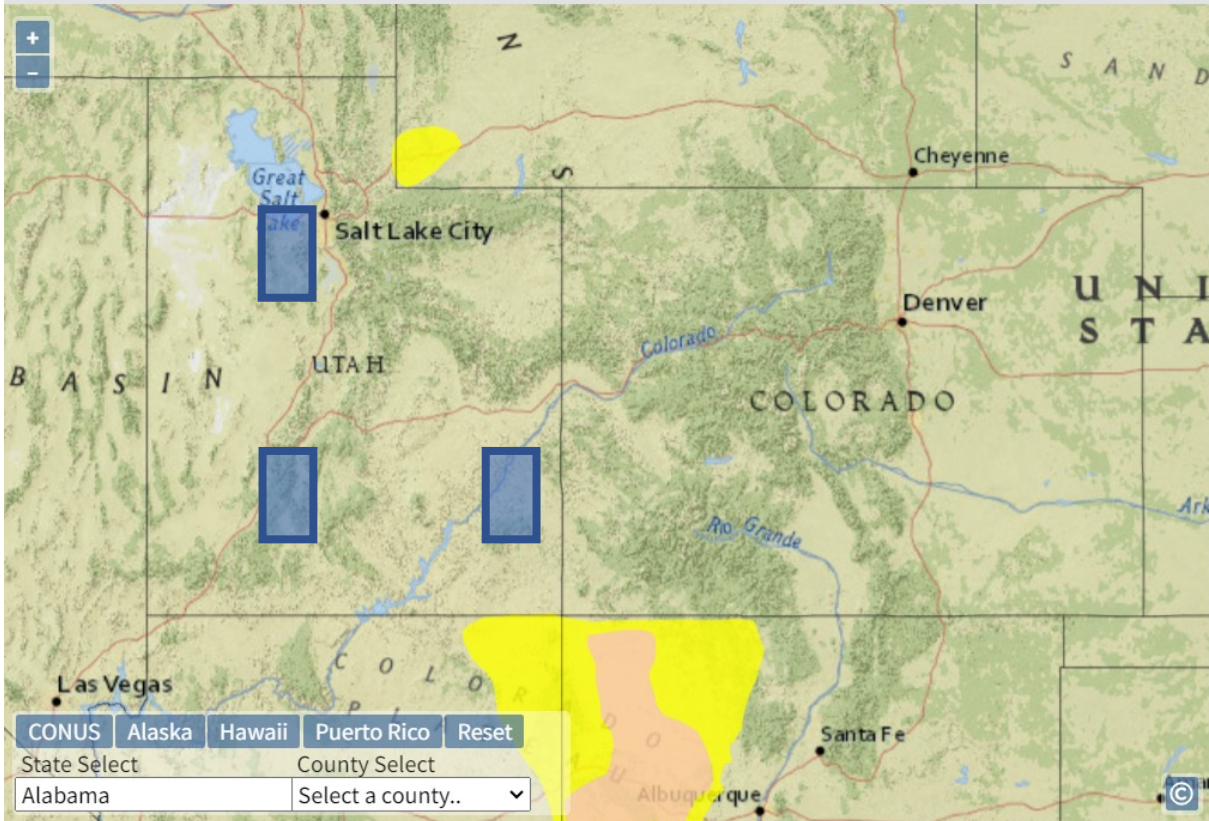 +
−
N
S A N D
Cheyenne
S
Great
Salt
Lake
Salt Lake City
U N I
S T A
Denver
Colorado
UTAH
B A S I N
COLORADO
Ark
Rio Grande
C O L O R A D O
P L A T E A U
Las Vegas
Santa Fe
CONUS Alaska Hawaii Puerto Rico Reset
State Select County Select
Alabama Select a county..
Albuquerque
©